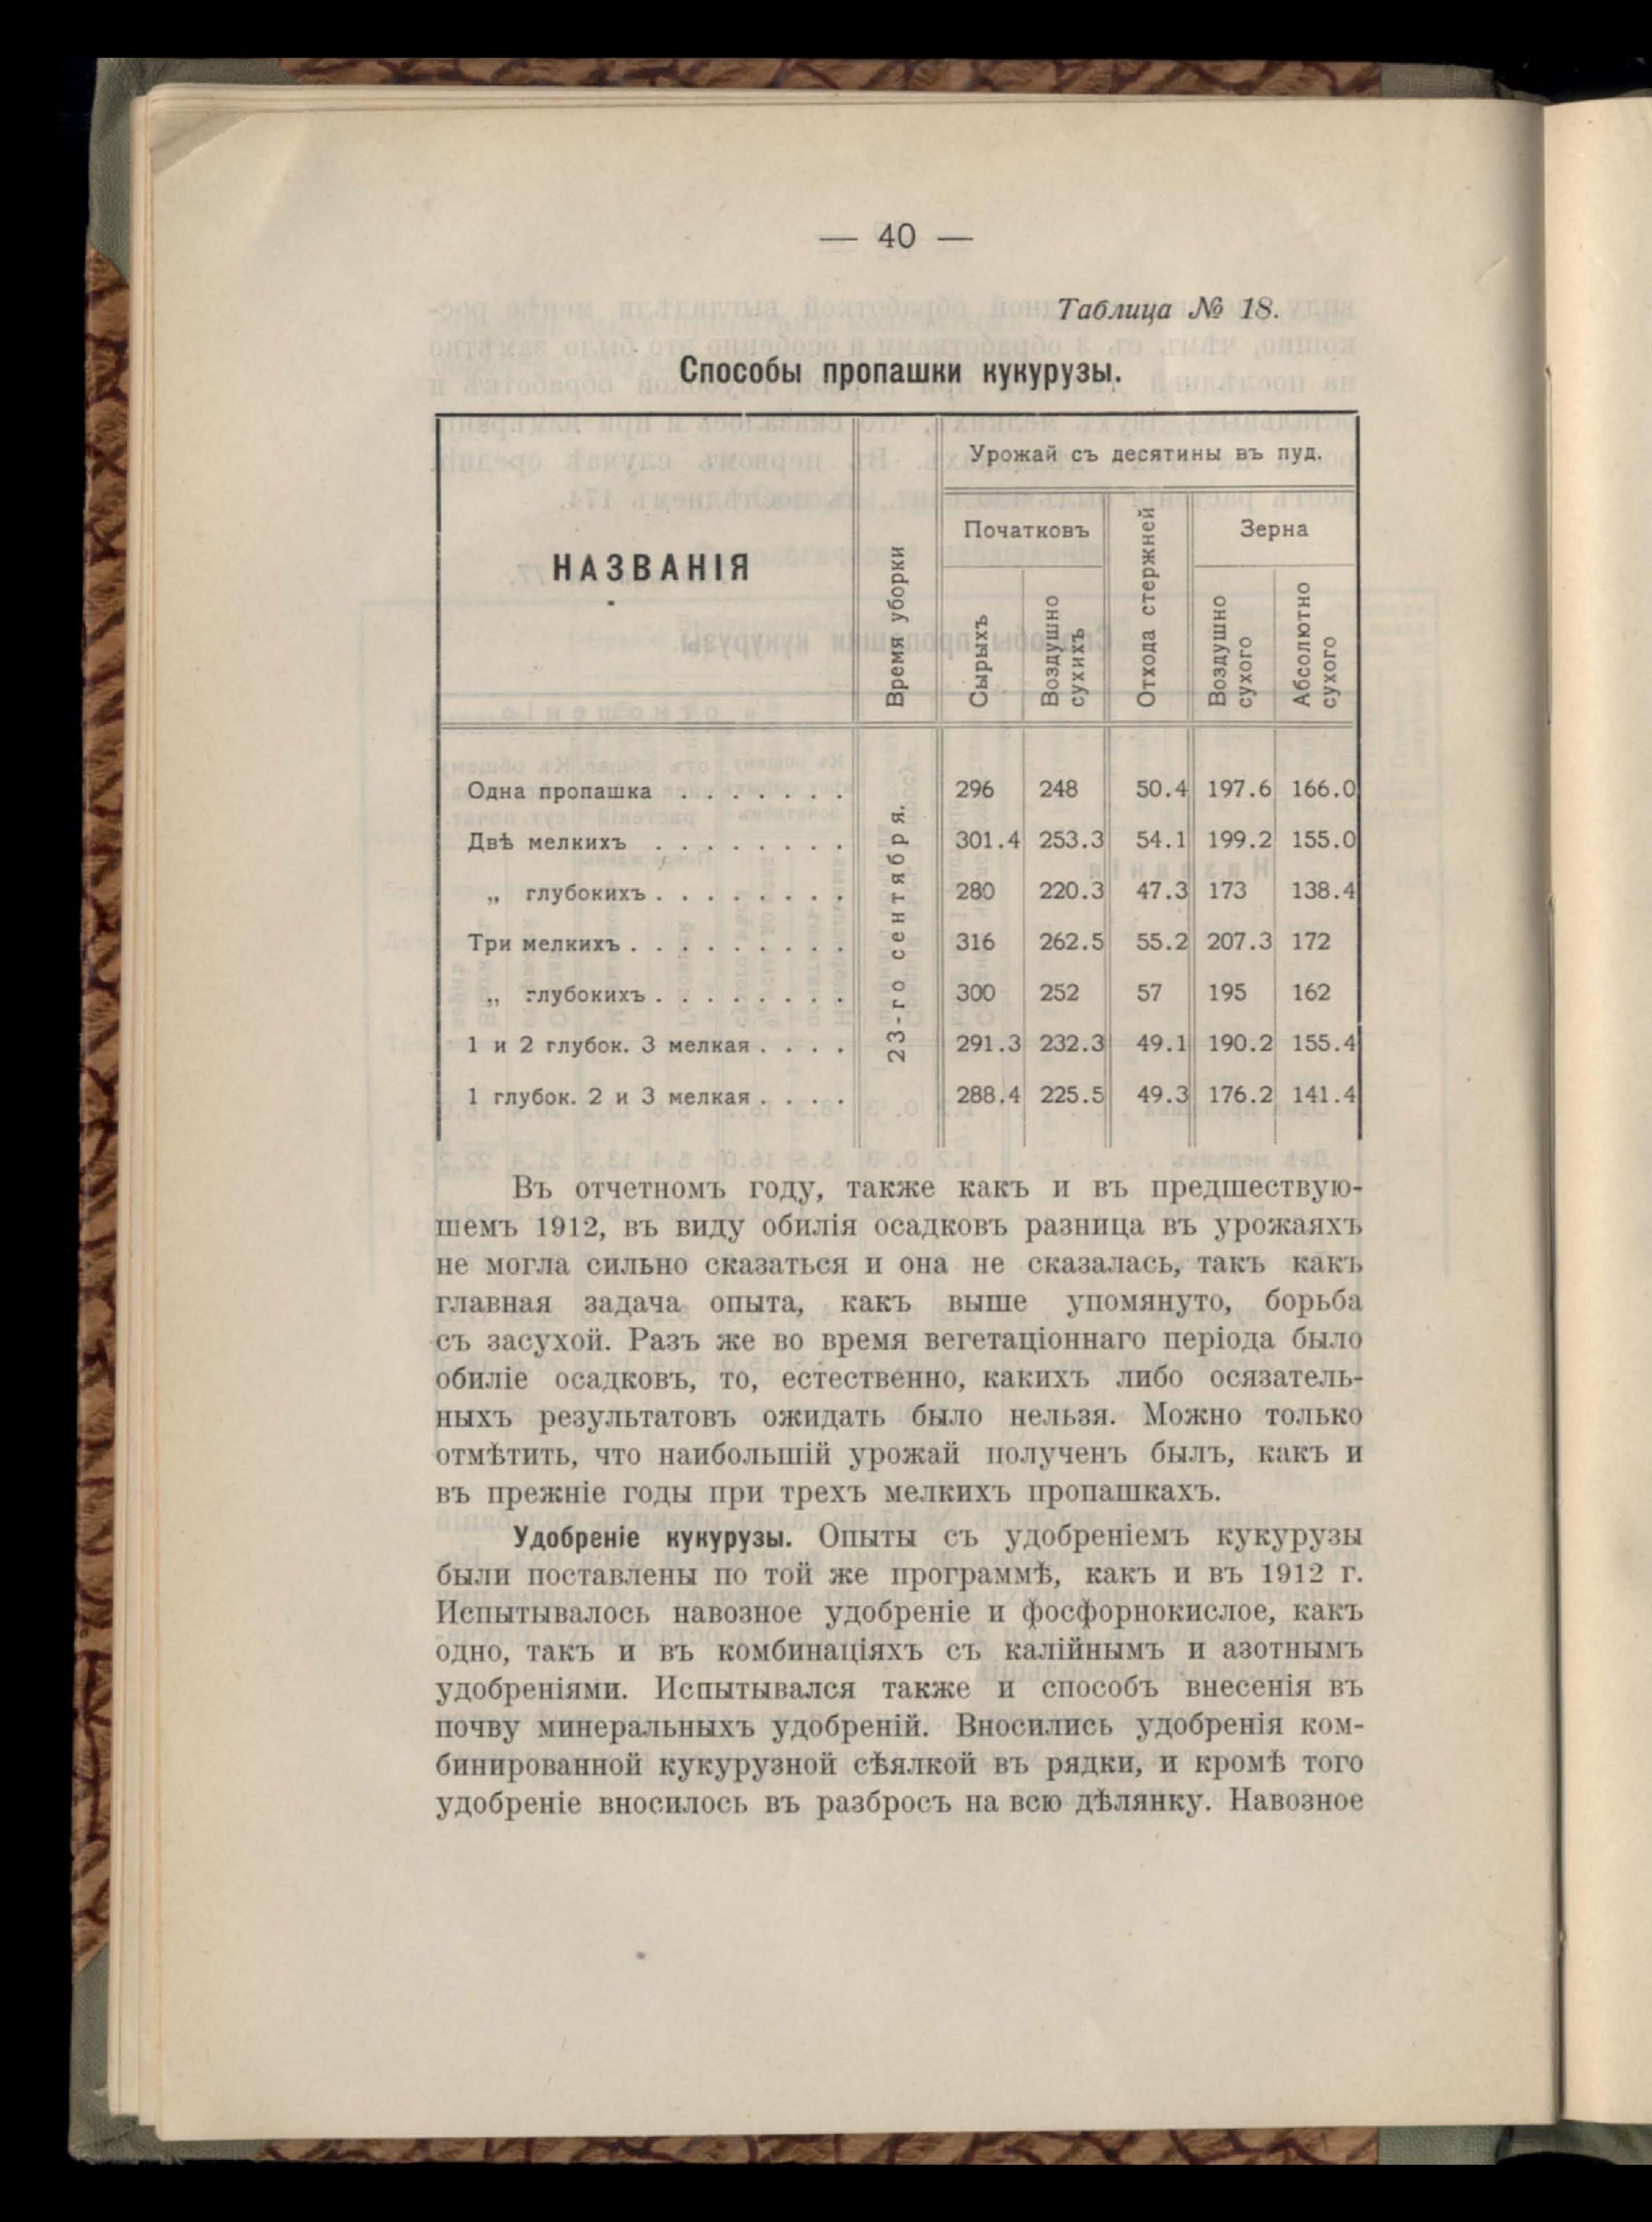 — 40 —
Таблица № 18.
Способы пропашки кукурузы.
НАЗВАНІЯ
Время уборки
Урожай съ десятины въ пуд.
Початковъ
Сырыхъ
Воздушно
сухихъ
Отхода стержней
Зерна
Воздушно
сухого
Абсолютно
сухого
23-го сентября.
Одна пропашка . . . . . . . 296 248 50.4 197.6 166.0
Двѣ мелкихъ . . . . . . . . 301.4 253.3 54.1 199.2 155.0
„ глубокихъ . . . . . . . . 280 220.3 47.3 173 138.4
Три мелкихъ . . . . . . . . . 316 262.5 55.2 207.3 172
„ глубокихъ . . . . . . . . 300 252 57 195 162
1 и 2 глубок. 3 мелкая . . . . 291.3 232.3 49.1 190.2 155.4
1 глубок. 2 и 3 мелкая . . . . 288.4 225.5 49.3 176.2 141.4
Въ отчетномъ году, также какъ и въ предшествую-
шемъ 1912, въ виду обилія осадковъ разница въ урожаяхъ
не могла сильно сказаться и она не сказалась, такъ какъ
главная задача опыта, какъ выше упомянуто, борьба
съ засухой. Разъ же во время вегетаціоннаго періода было
обиліе осадковъ, то, естественно, какихъ либо осязатель-
ныхъ результатовъ ожидать было нельзя. Можно только
отмѣтить, что наибольшій урожай полученъ былъ, какъ и
въ прежніе годы при трехъ мелкихъ пропашкахъ.
Удобреніе кукурузы. Опыты съ удобреніемъ кукурузы
были поставлены по той же программѣ, какъ и въ 1912 г.
Испытывалось навозное удобреніе и фосфорнокислое, какъ
одно, такъ и въ комбинаціяхъ съ калійнымъ и азотнымъ
удобреніями. Испытывался также и способъ внесенія въ
почву минеральныхъ удобреній. Вносились удобренія ком-
бинированной кукурузной сѣялкой въ рядки, и кромѣ того
удобреніе вносилось въ разбросъ на всю дѣлянку. Навозное